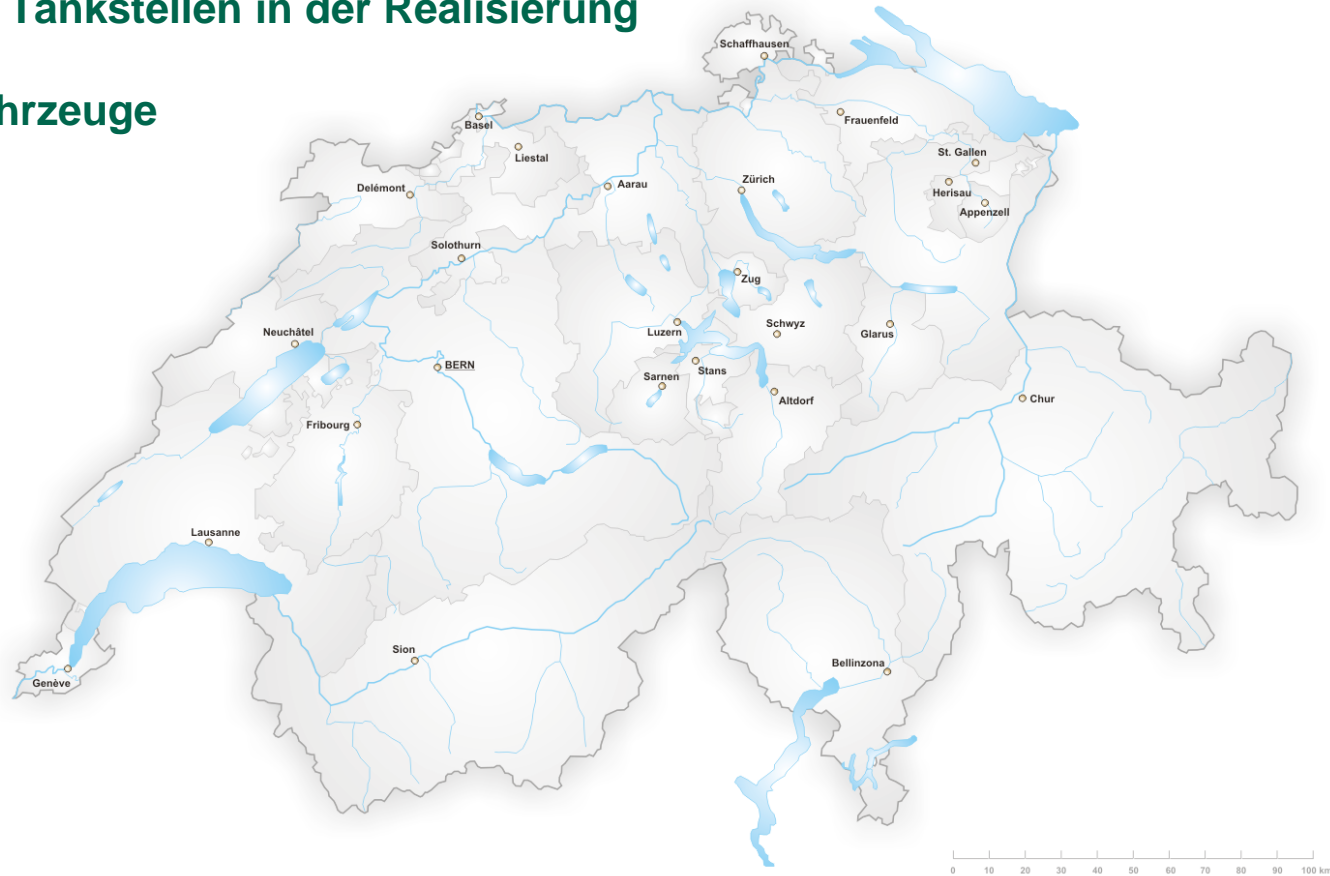 Tankstellen in der Realisierung
hrzeuge
Schaffhausen
Basel
Frauenfeld
Liestal
St. Gallen
Delémont
Aarau
Zürich
Herisau
Appenzell
Solothurn
Zug
Neuchâtel
Luzern
Schwyz
Glarus
BERN
Stans
Sarnen
Altdorf
Chur
Fribourg
Lausanne
Sion
Bellinzona
Genève
0 10 20 30 40 50 60 70 80 90 100 km